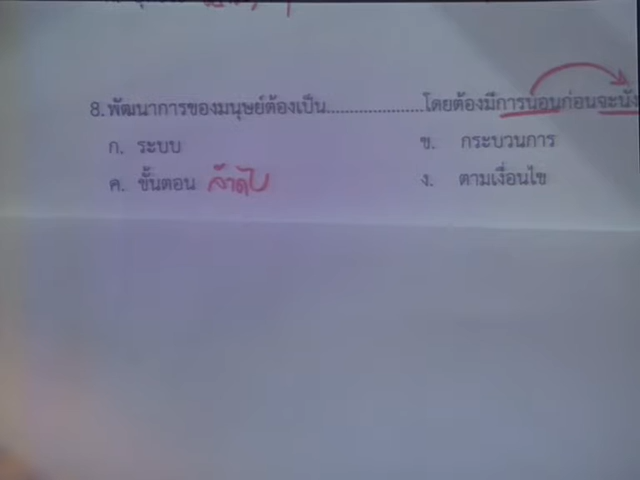 8. พัฒนาการของมนุษย์ต้องเป็น.....................โดยต้องมีการนอนก่อนจะนั่ง
ก. ระบบ ข. กระบวนการ
ค. ขั้นตอน ลำดับ ง. ตามเงื่อนไข